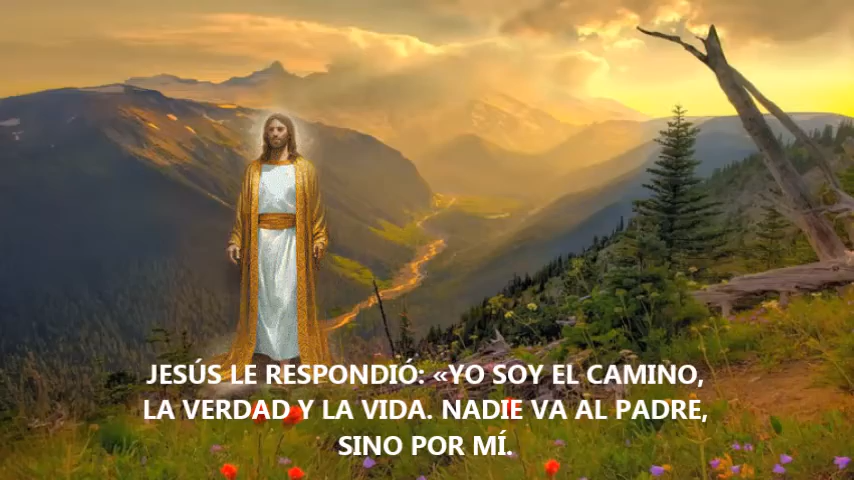 JESÚS LE RESPONDIÓ: «YO SOY EL CAMINO,
LA VERDAD Y LA VIDA. NADIE VA AL PADRE,
SINO POR MÍ.